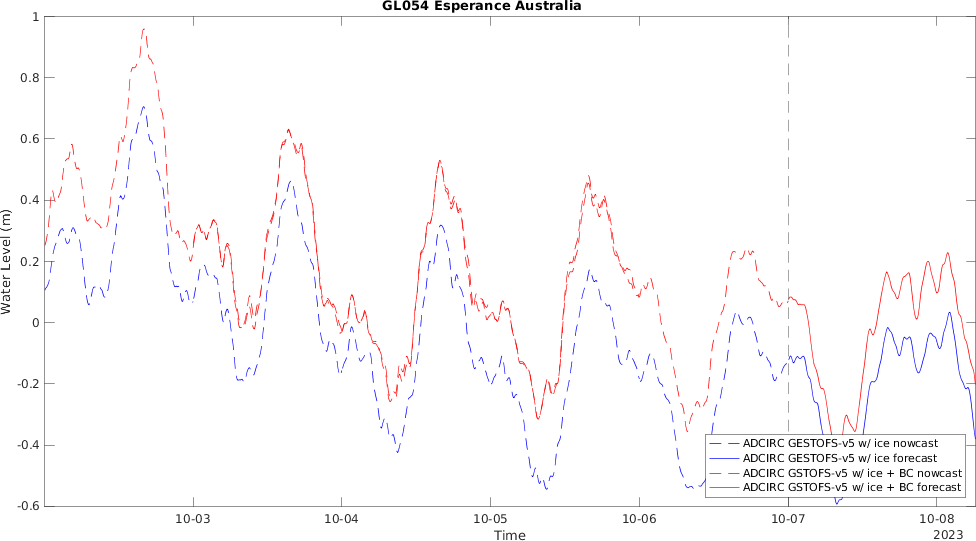 GL054 Esperance Australia
1
0.8
0.6
0.4
0.2
0
-0.2
-0.4
-0.6
Water Level (m)
10-03
10-04
10-05
10-06
10-07
10-08
Time
2023
ADCIRC GESTOFS-v5 w/ ice nowcast
ADCIRC GESTOFS-v5 w/ ice forecast
ADCIRC GSTOFS-v5 w/ ice + BC nowcast
ADCIRC GSTOFS-v5 w/ ice + BC forecast